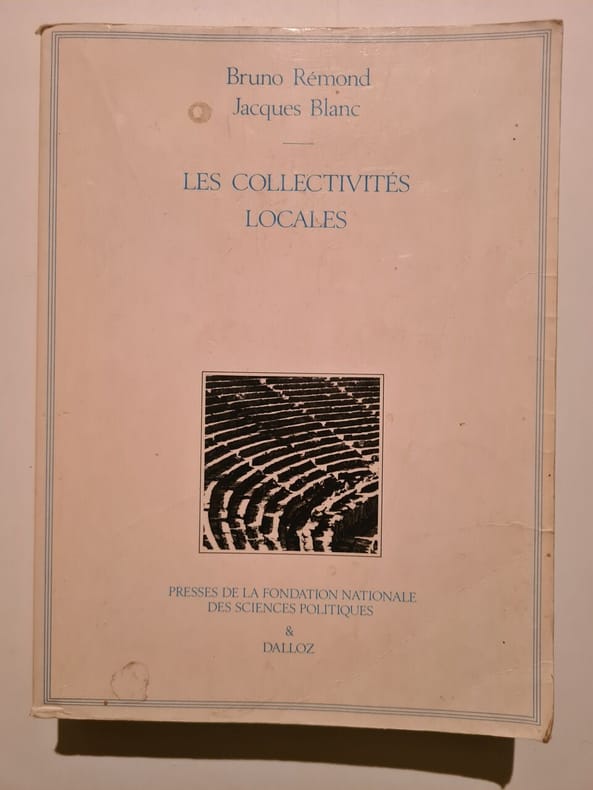 Bruno Rémond
Jacques Blanc
LES COLLECTIVITÉS
LOCALES
PRESSES DE LA FONDATION NATIONALE
DES SCIENCES POLITIQUES
&
DALLOZ